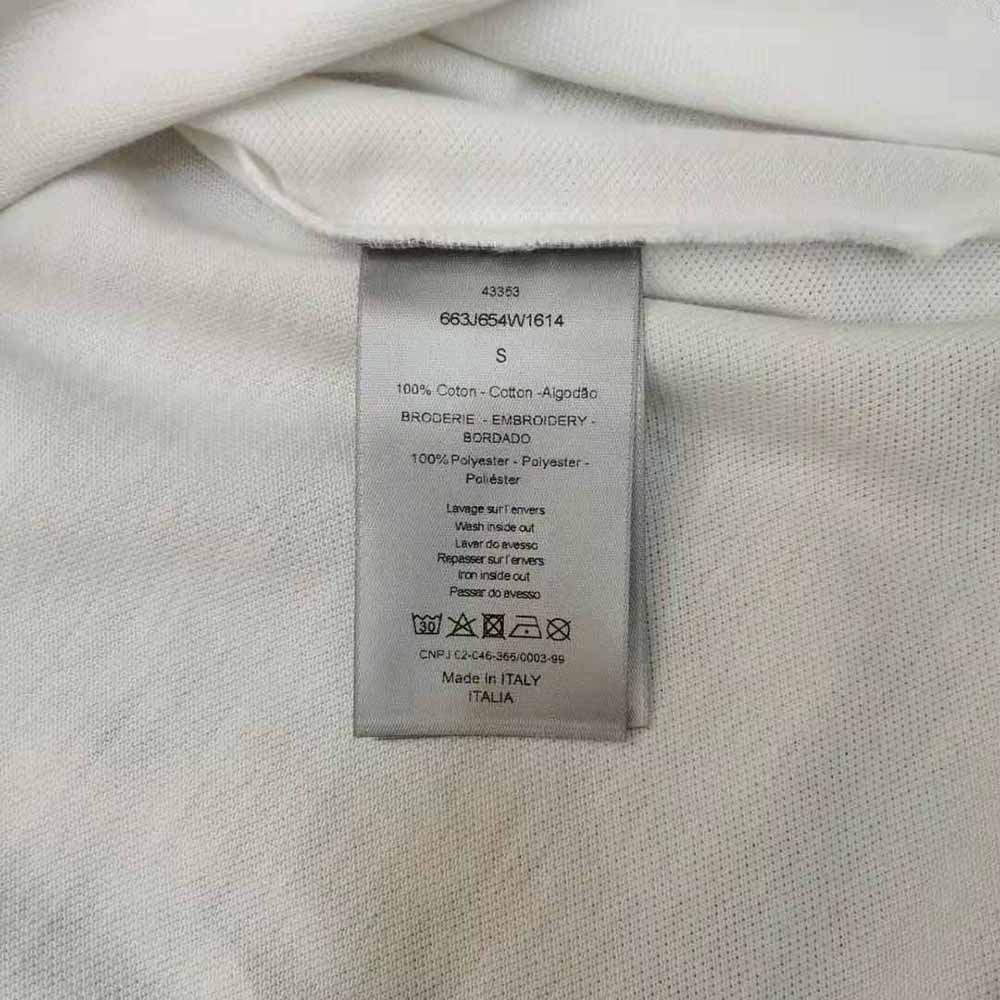 43353
663J654W1614
S
100% Coton - Cotton -Algodão
BRODERIE - EMBROIDERY -
BORDADO
100% Polyester - Polyester -
Poliéster
Lavage sur l'envers
Wash inside out
Lavar do avesso
Repasser sur l'envers
Iron inside out
Passar do avesso
30
CNPJ 02-046-366/0003-99
Made in ITALY
ITALIA